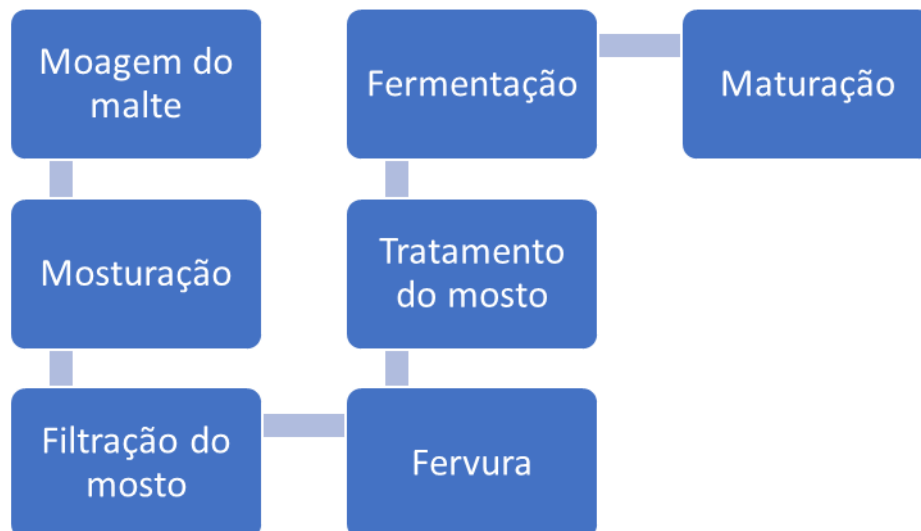 Moagem do
malte
Mosturação
Filtração do
mosto
Fervura
Tratamento
do mosto
Fermentação
Maturação